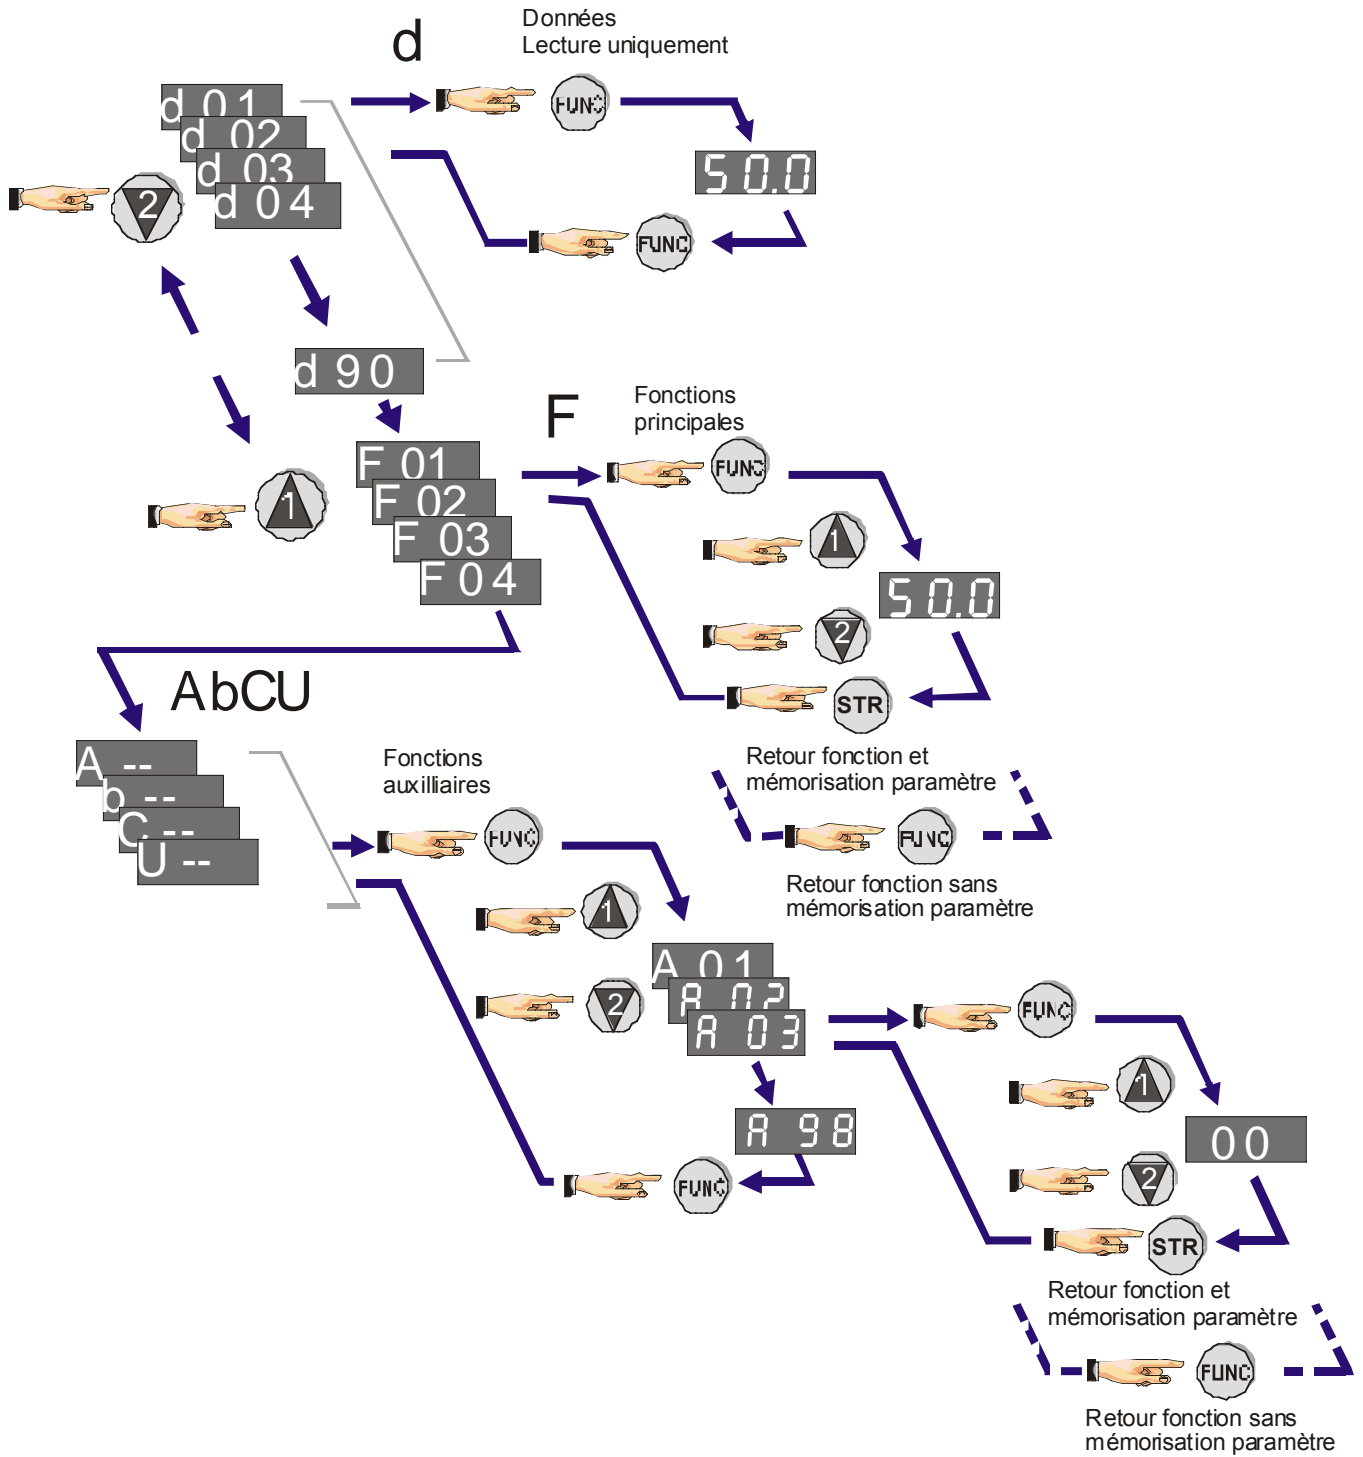 d
Données
Lecture uniquement
d 01
d 02
d 03
d 04
FUNC
50.0
2
FUNC
d 90
F
Fonctions
principales
F 01
F 02
F 03
F 04
FUNC
1
1
50.0
2
STR
AbCU
Retour fonction et
mémorisation paramètre
A --
b --
C --
U --
Fonctions
auxilliaires
FUNC
FUNC
Retour fonction sans
mémorisation paramètre
1
2
A 01
A 02
A 03
FUNC
1
A 98
00
2
FUNC
STR
Retour fonction et
mémorisation paramètre
FUNC
Retour fonction sans
mémorisation paramètre